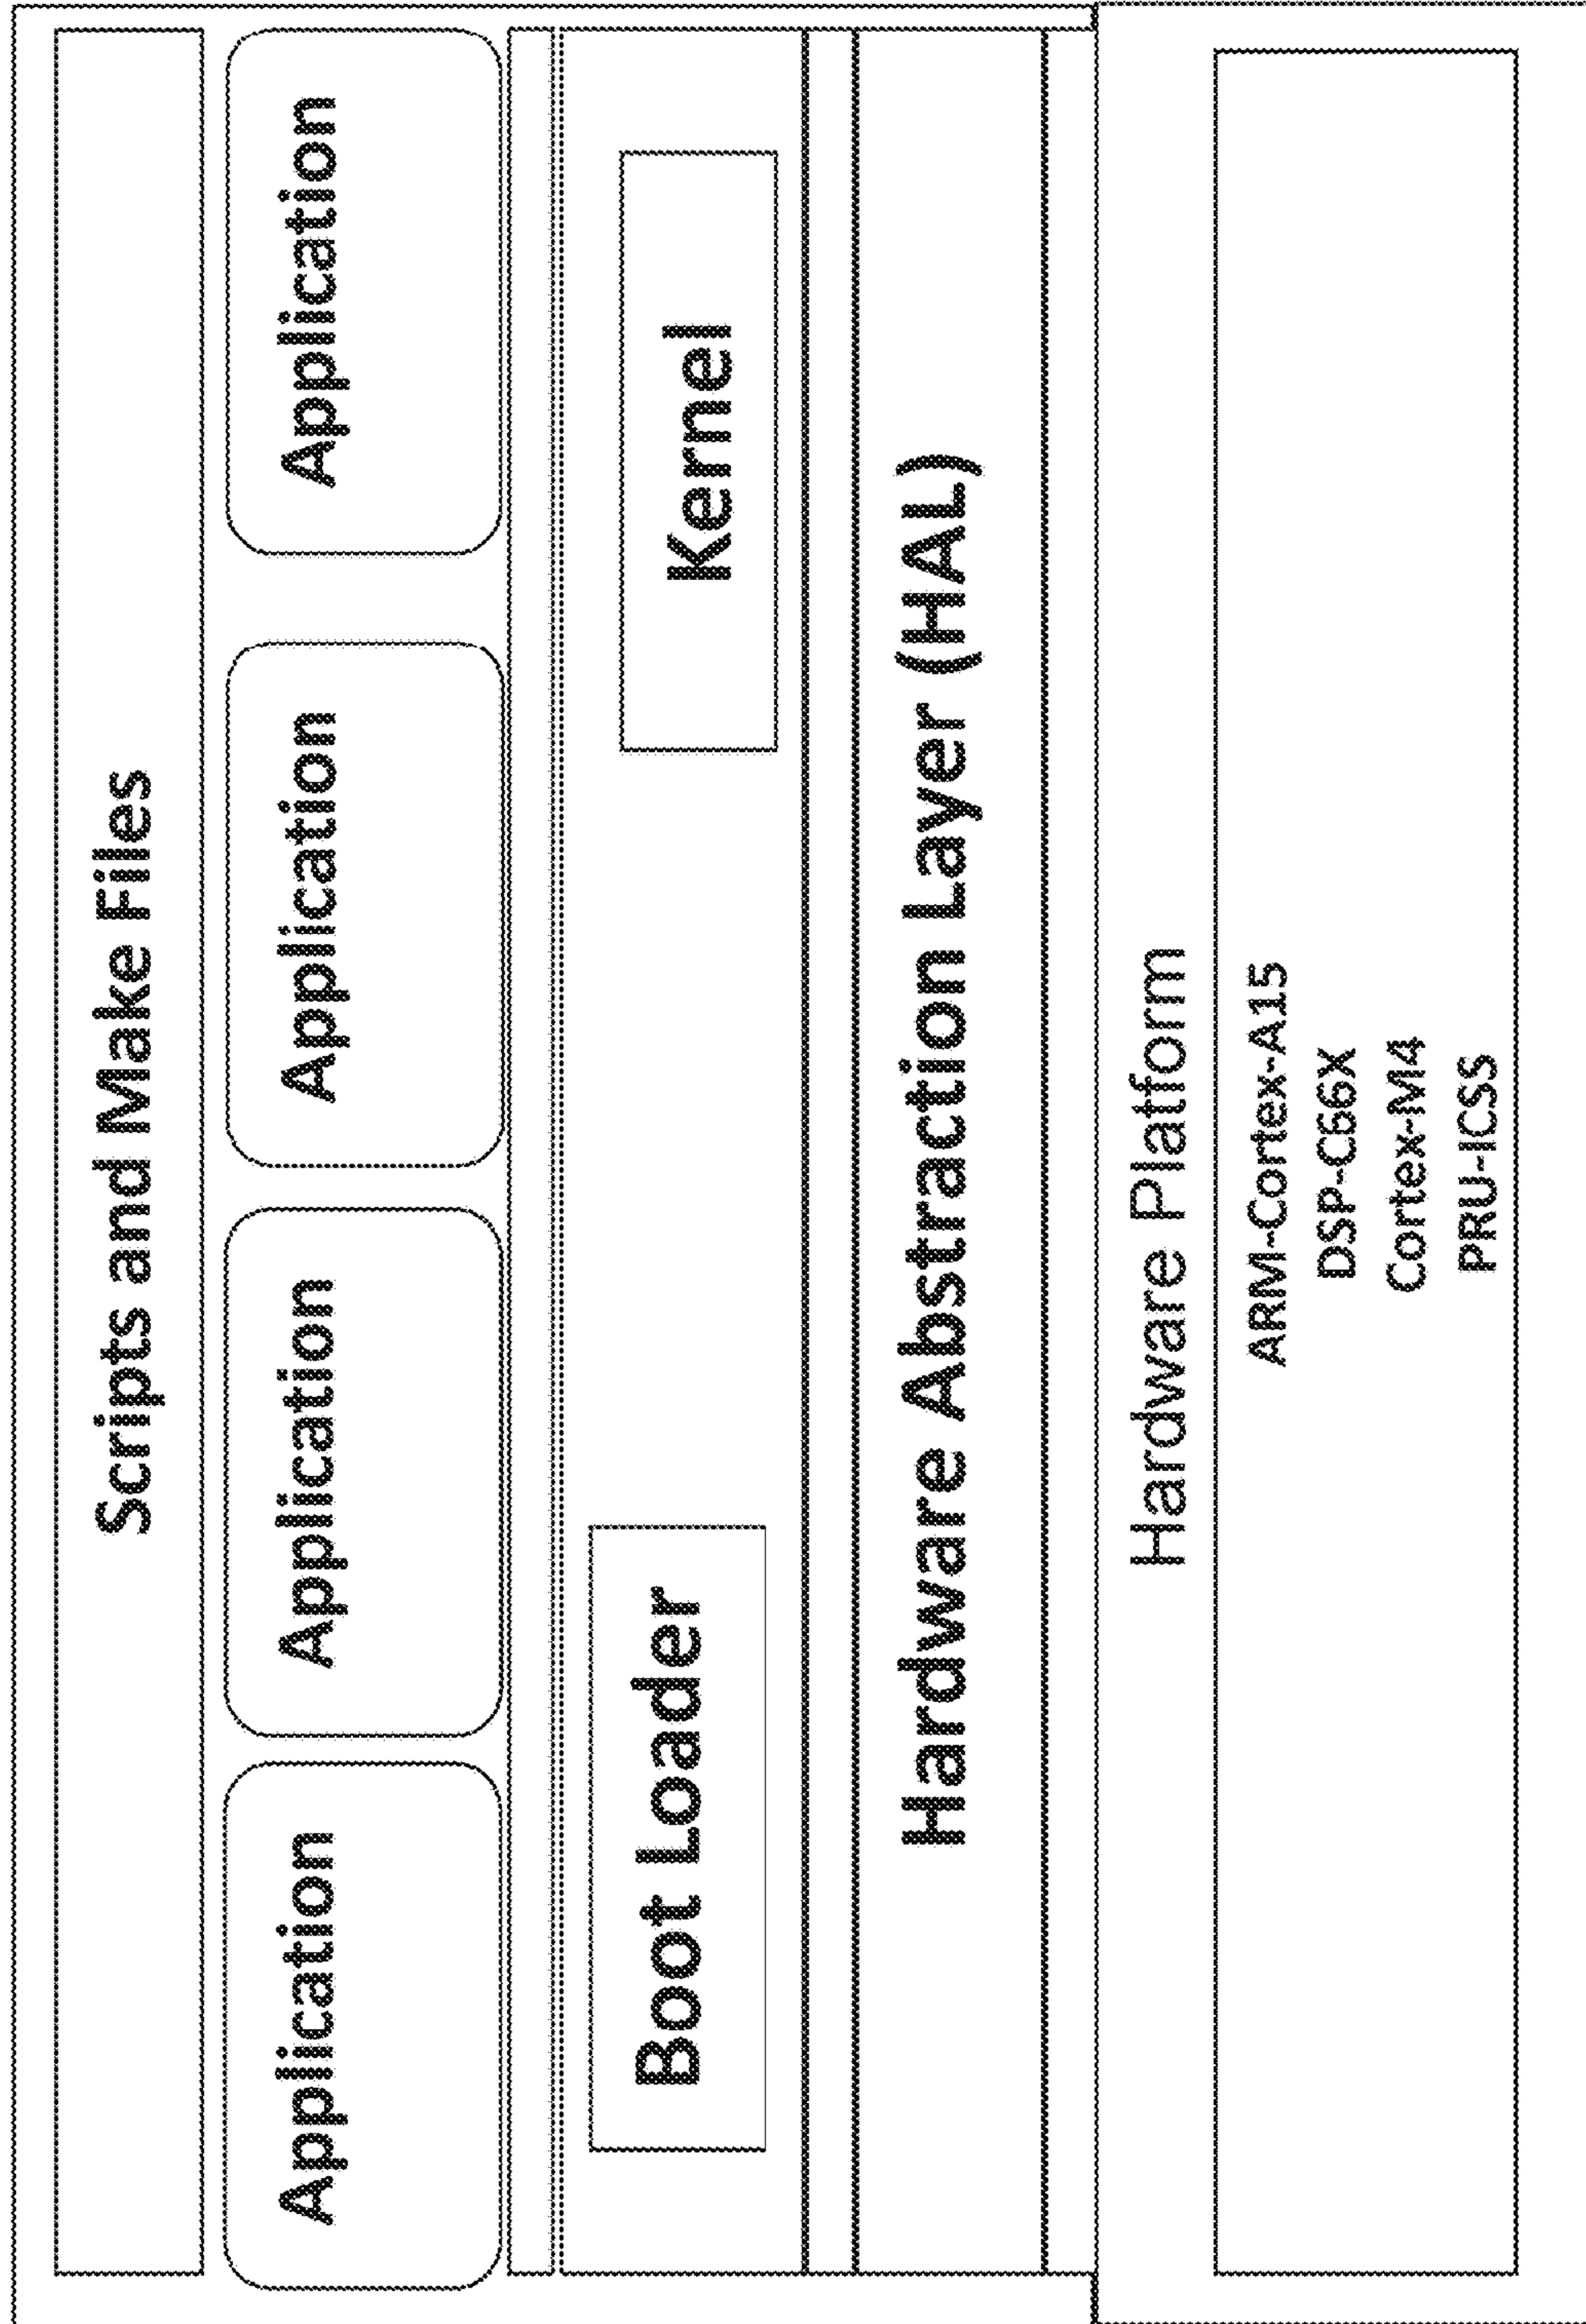 Scripts and Make Files
Application
Application
Application
Application
Boot Loader
Kernel
Hardware Abstraction Layer (HAL)
Hardware Platform
ARM-Cortex-A15
DSP-C66X
Cortex-M4
PRU-ICSS